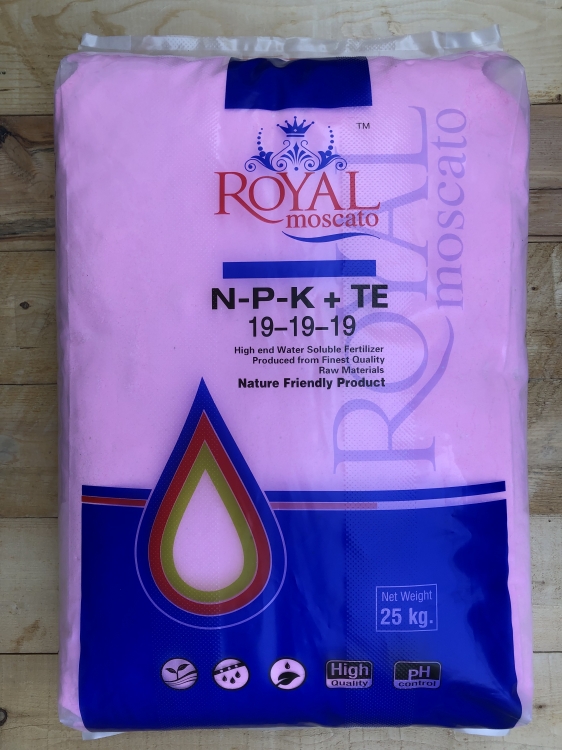 TM
ROYAL
moscato
ROYAL
moscato
N-P-K + TE
19–19–19
High end Water Soluble Fertilizer
Produced from Finest Quality
Raw Materials
Nature Friendly Product
Net Weight
25 kg.
High
Quality
pH
control